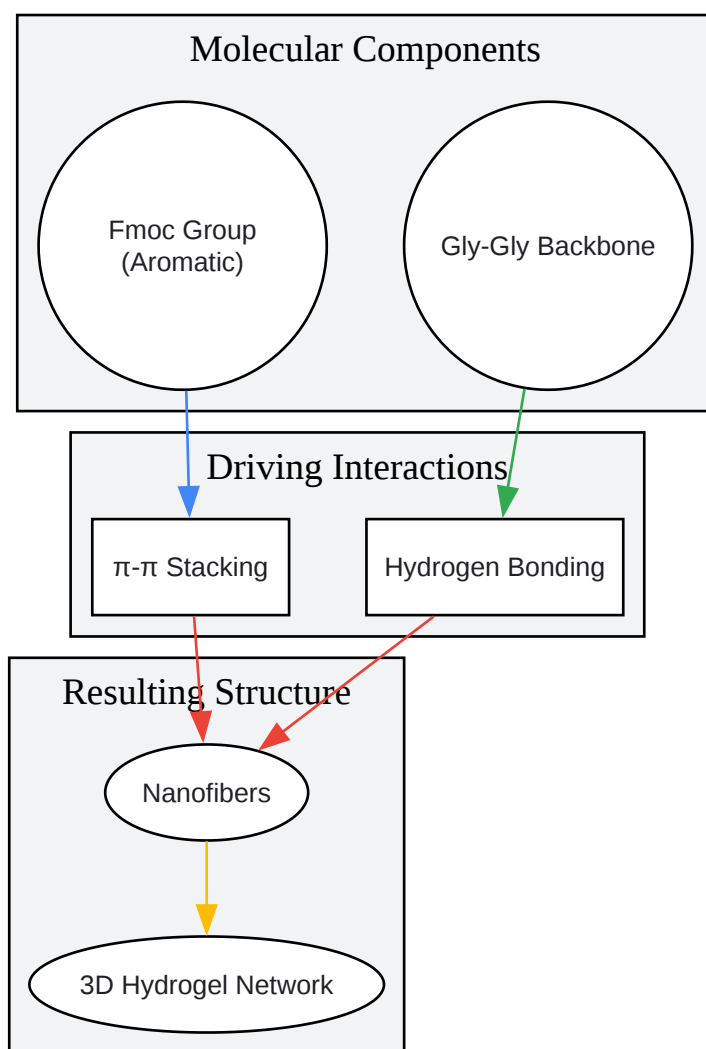 Molecular Components
Fmoc Group
(Aromatic)
Gly-Gly Backbone
Driving Interactions
π-π Stacking
Hydrogen Bonding
Resulting Structure
Nanofibers
3D Hydrogel Network